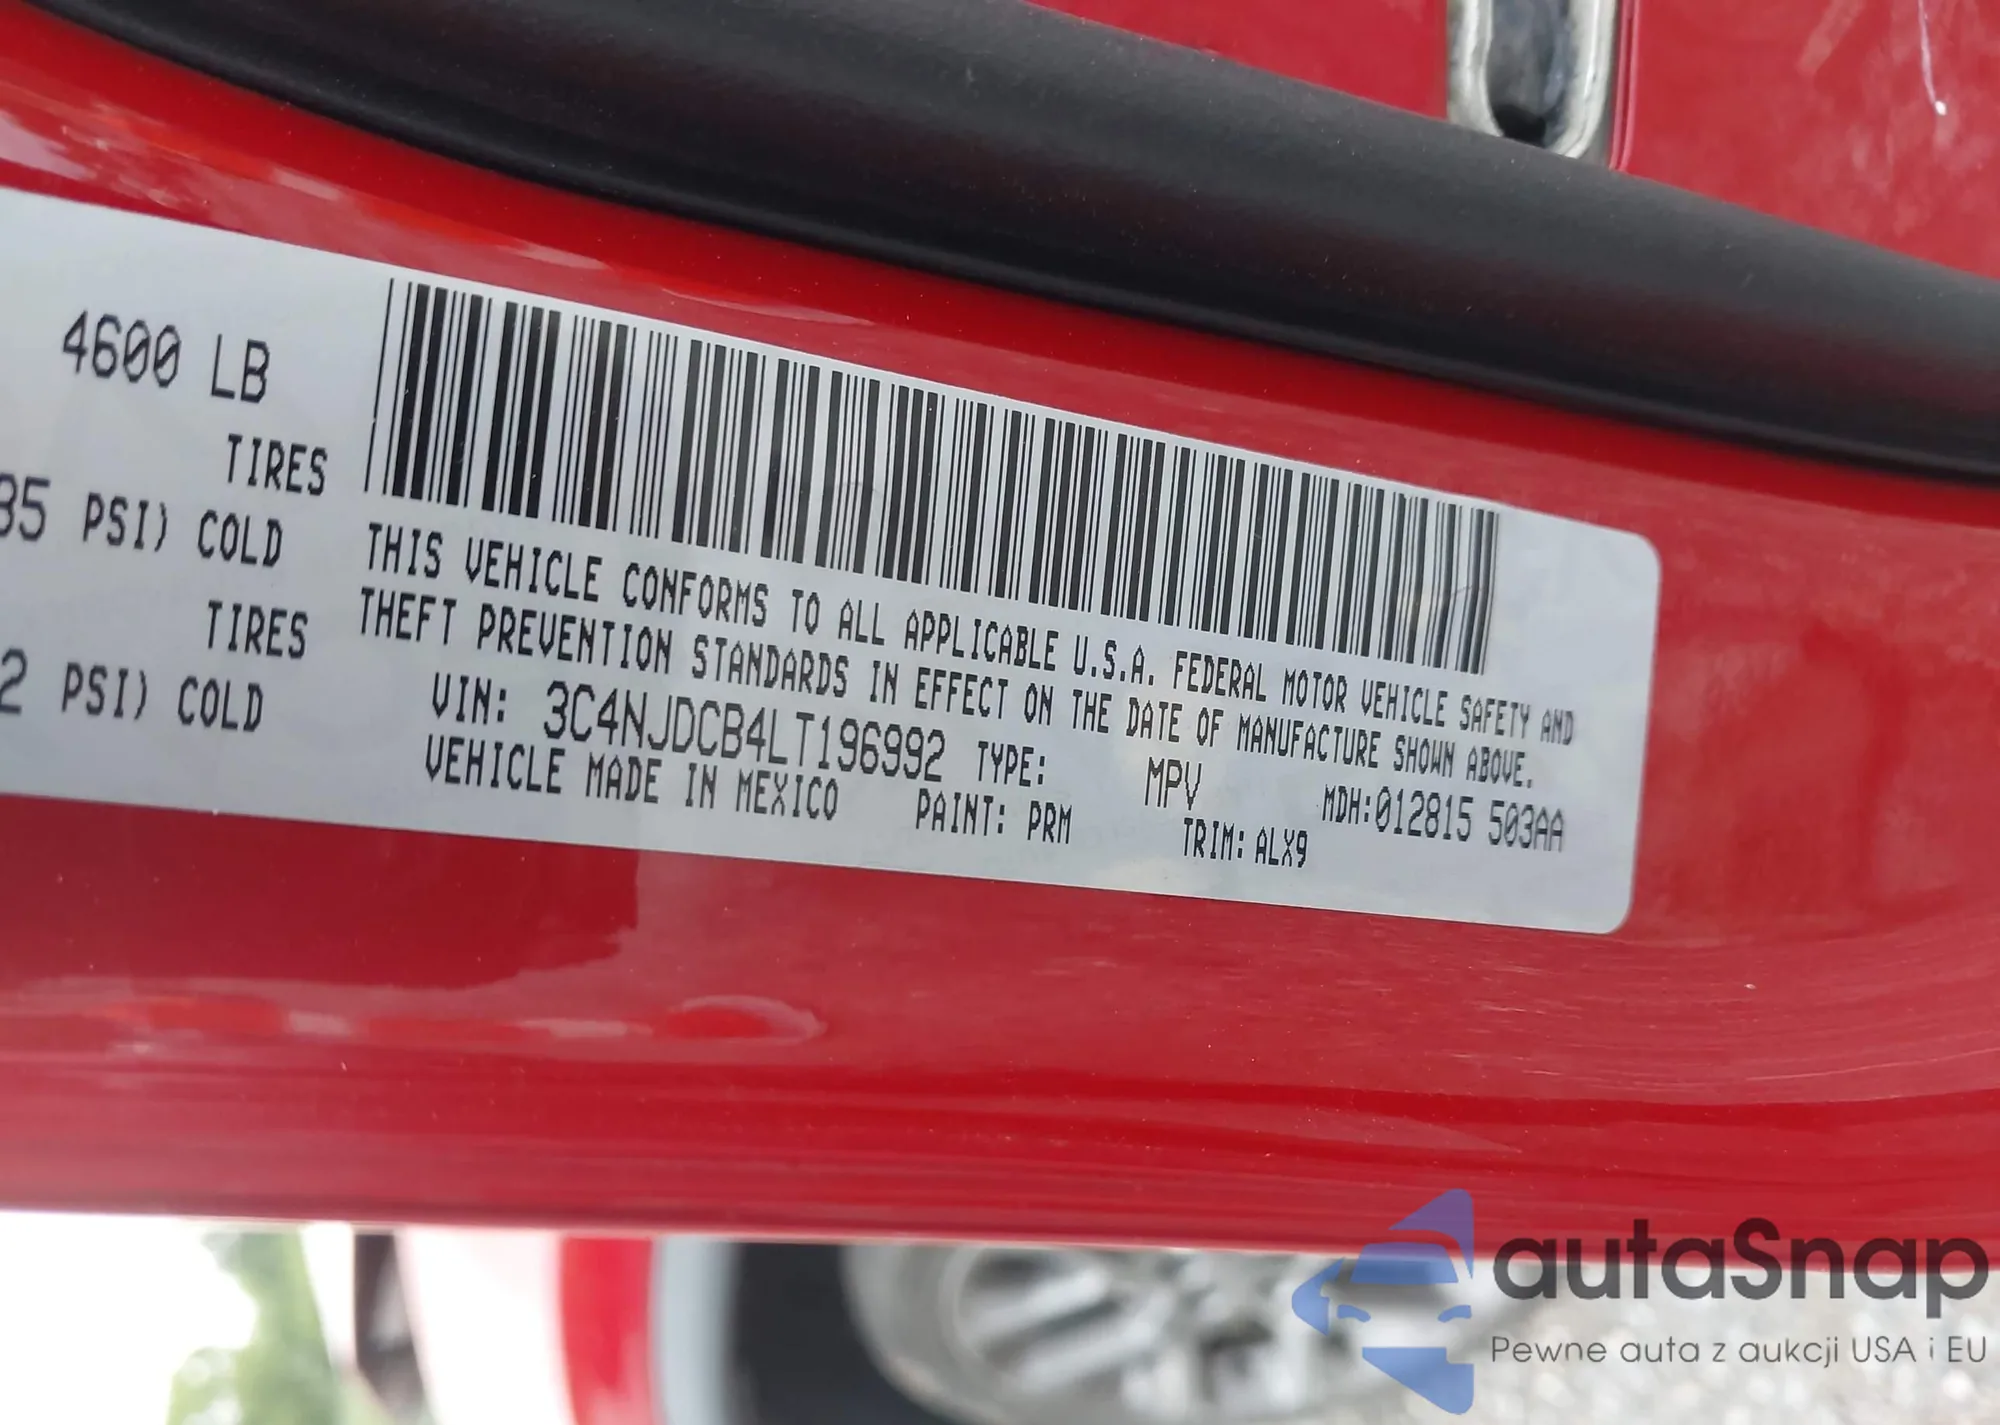 4600 LB
TIRES
35 PSI) COLD
TIRES
2 PSI) COLD
THIS VEHICLE CONFORMS TO ALL APPLICABLE U.S.A. FEDERAL MOTOR VEHICLE SAFETY AND
THEFT PREVENTION STANDARDS IN EFFECT ON THE DATE OF MANUFACTURE SHOWN ABOVE.
VIN: 3C4NJDCB4LT196992 TYPE: MPV MDH:012815 503AA
VEHICLE MADE IN MEXICO PAINT: PRM TRIM: ALX9
autaSnap
Pewne auta z aukcji USA i EU